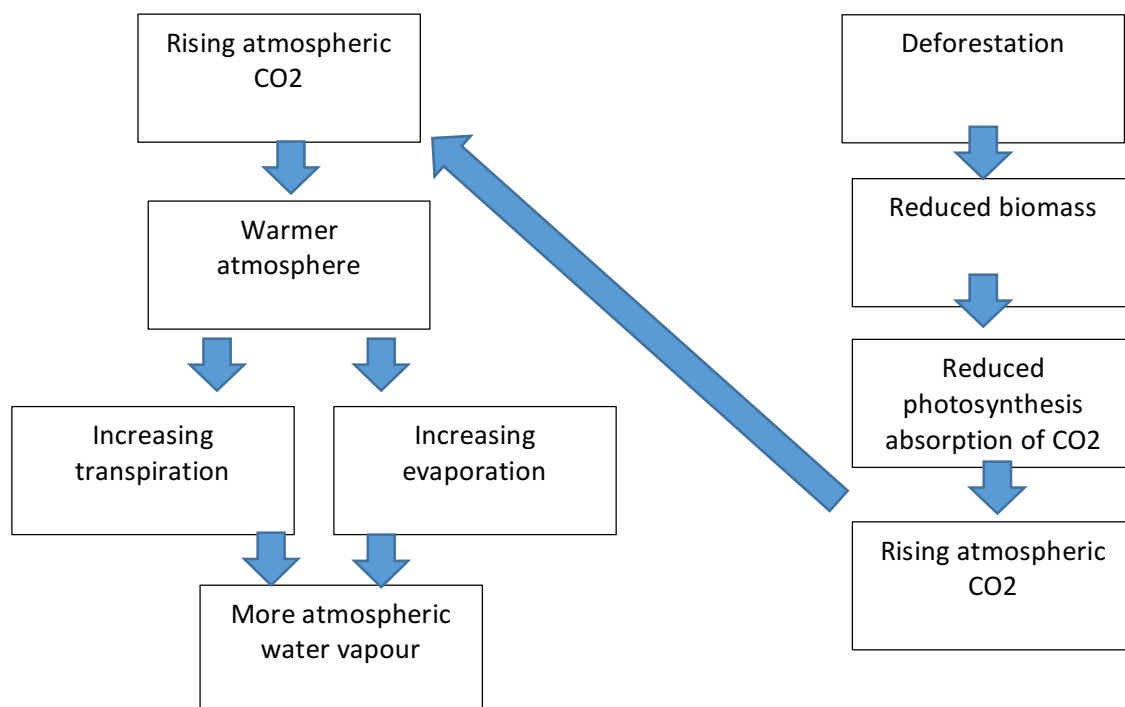 Rising atmospheric
CO2
Deforestation
Warmer
atmosphere
Reduced biomass
Increasing
transpiration
Increasing
evaporation
Reduced
photosynthesis
absorption of CO2
More atmospheric
water vapour
Rising atmospheric
CO2